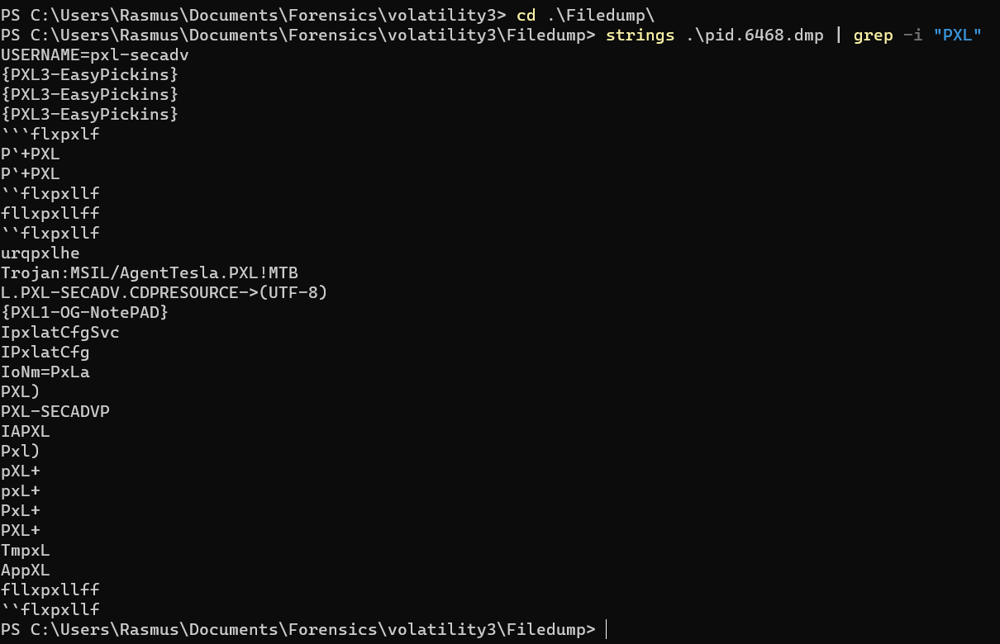 PS C:\Users\Rasmus\Documents\Forensics\volatility3> cd .\Filedump\
PS C:\Users\Rasmus\Documents\Forensics\volatility3\Filedump> strings .\pid.6468.dmp | grep -i "PXL"
USERNAME=pxl-secadv
{PXL3-EasyPickins}
{PXL3-EasyPickins}
{PXL3-EasyPickins}
```flxpxlf
P`+PXL
P`+PXL
``flxpxllf
fllxpxllff
``flxpxllf
urqpxlhe
Trojan:MSIL/AgentTesla.PXL!MTB
L.PXL-SECADV.CDPRESOURCE->(UTF-8)
{PXL1-OG-NotePAD}
IpxlatCfgSvc
IPxlatCfg
IoNm=PxLa
PXL)
PXL-SECADVP
IAPXL
Pxl)
pXL+
pxL+
PxL+
PXL+
TmpxL
AppXL
fllxpxllff
``flxpxllf
PS C:\Users\Rasmus\Documents\Forensics\volatility3\Filedump>